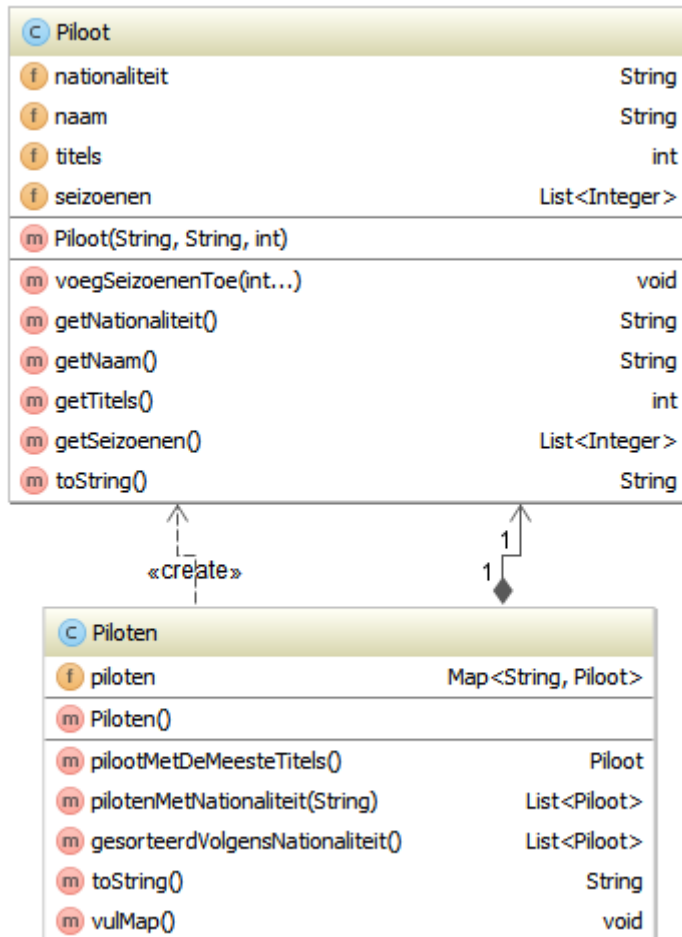 C Piloot
f nationaliteit String
f naam String
f titels int
f seizoenen List<Integer>
m Piloot(String, String, int)
m voegSeizoenenToe(int...) void
m getNationaliteit() String
m getNaam() String
m getTitels() int
m getSeizoenen() List<Integer>
m toString() String
1
«create» 1
C Piloten
f piloten Map<String, Piloot>
m Piloten()
m pilootMetDeMeesteTitels() Piloot
m pilotenMetNationaliteit(String) List<Piloot>
m gesorteerdVolgensNationaliteit() List<Piloot>
m toString() String
m vulMap() void